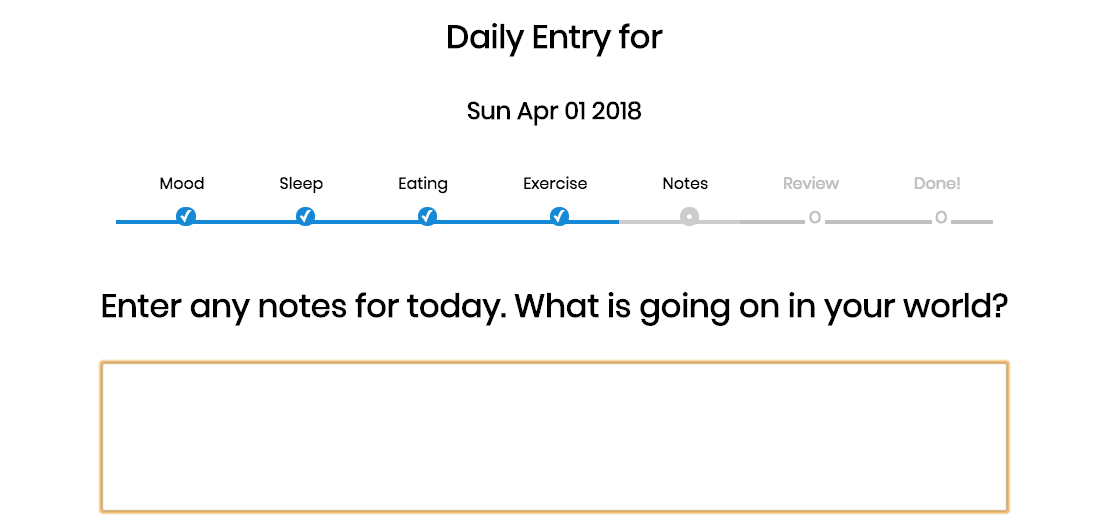 Daily Entry for
Sun Apr 01 2018
Mood Sleep Eating Exercise Notes Review Done!
Enter any notes for today. What is going on in your world?